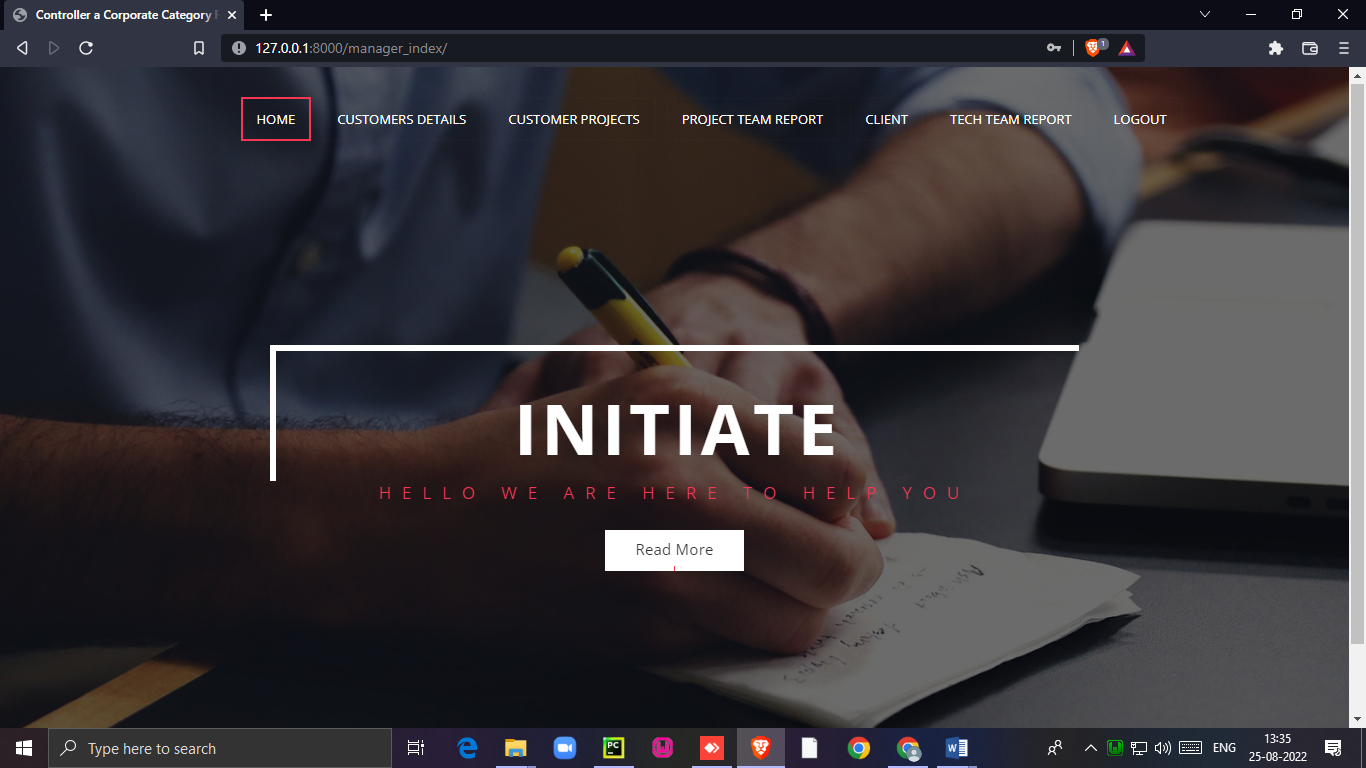 Controller a Corporate Category
127.0.0.1:8000/manager_index/
1
HOME CUSTOMERS DETAILS CUSTOMER PROJECTS PROJECT TEAM REPORT CLIENT TECH TEAM REPORT LOGOUT
INITIATE
HELLO WE ARE HERE TO HELP YOU
Read More
Type here to search
PC
W
ENG
13:35
25-08-2022